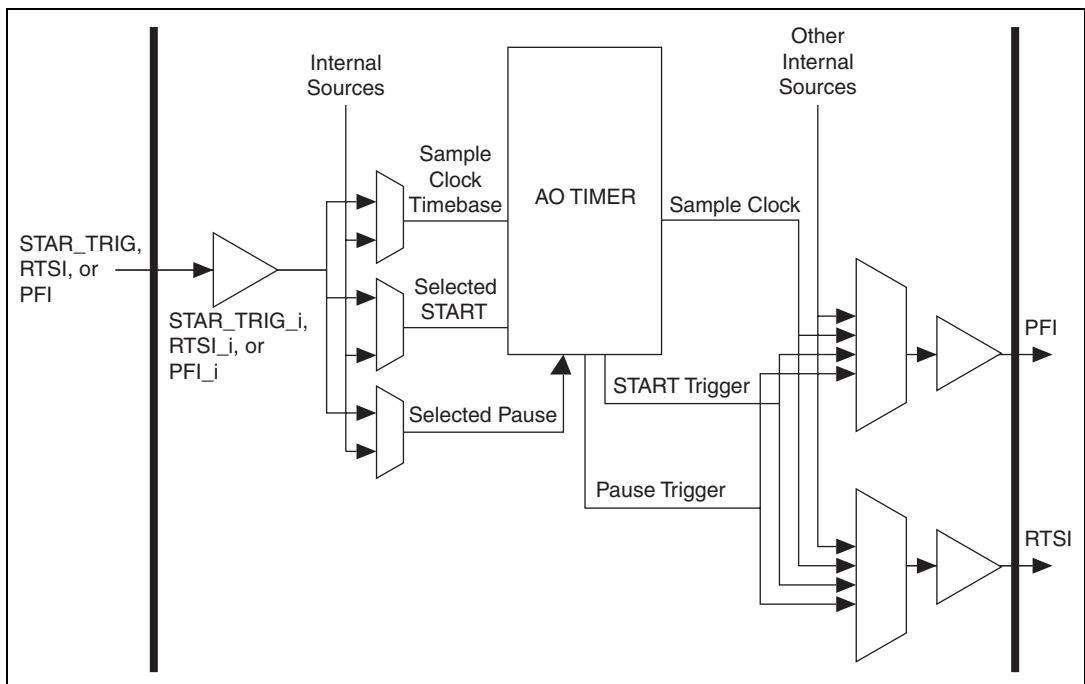 STAR_TRIG,
RTSI, or
PFI
STAR_TRIG_i,
RTSI_i, or
PFI_i
Internal
Sources
Sample
Clock
Timebase
Selected
START
Selected Pause
AO TIMER
Sample Clock
START Trigger
Pause Trigger
Other
Internal
Sources
PFI
RTSI